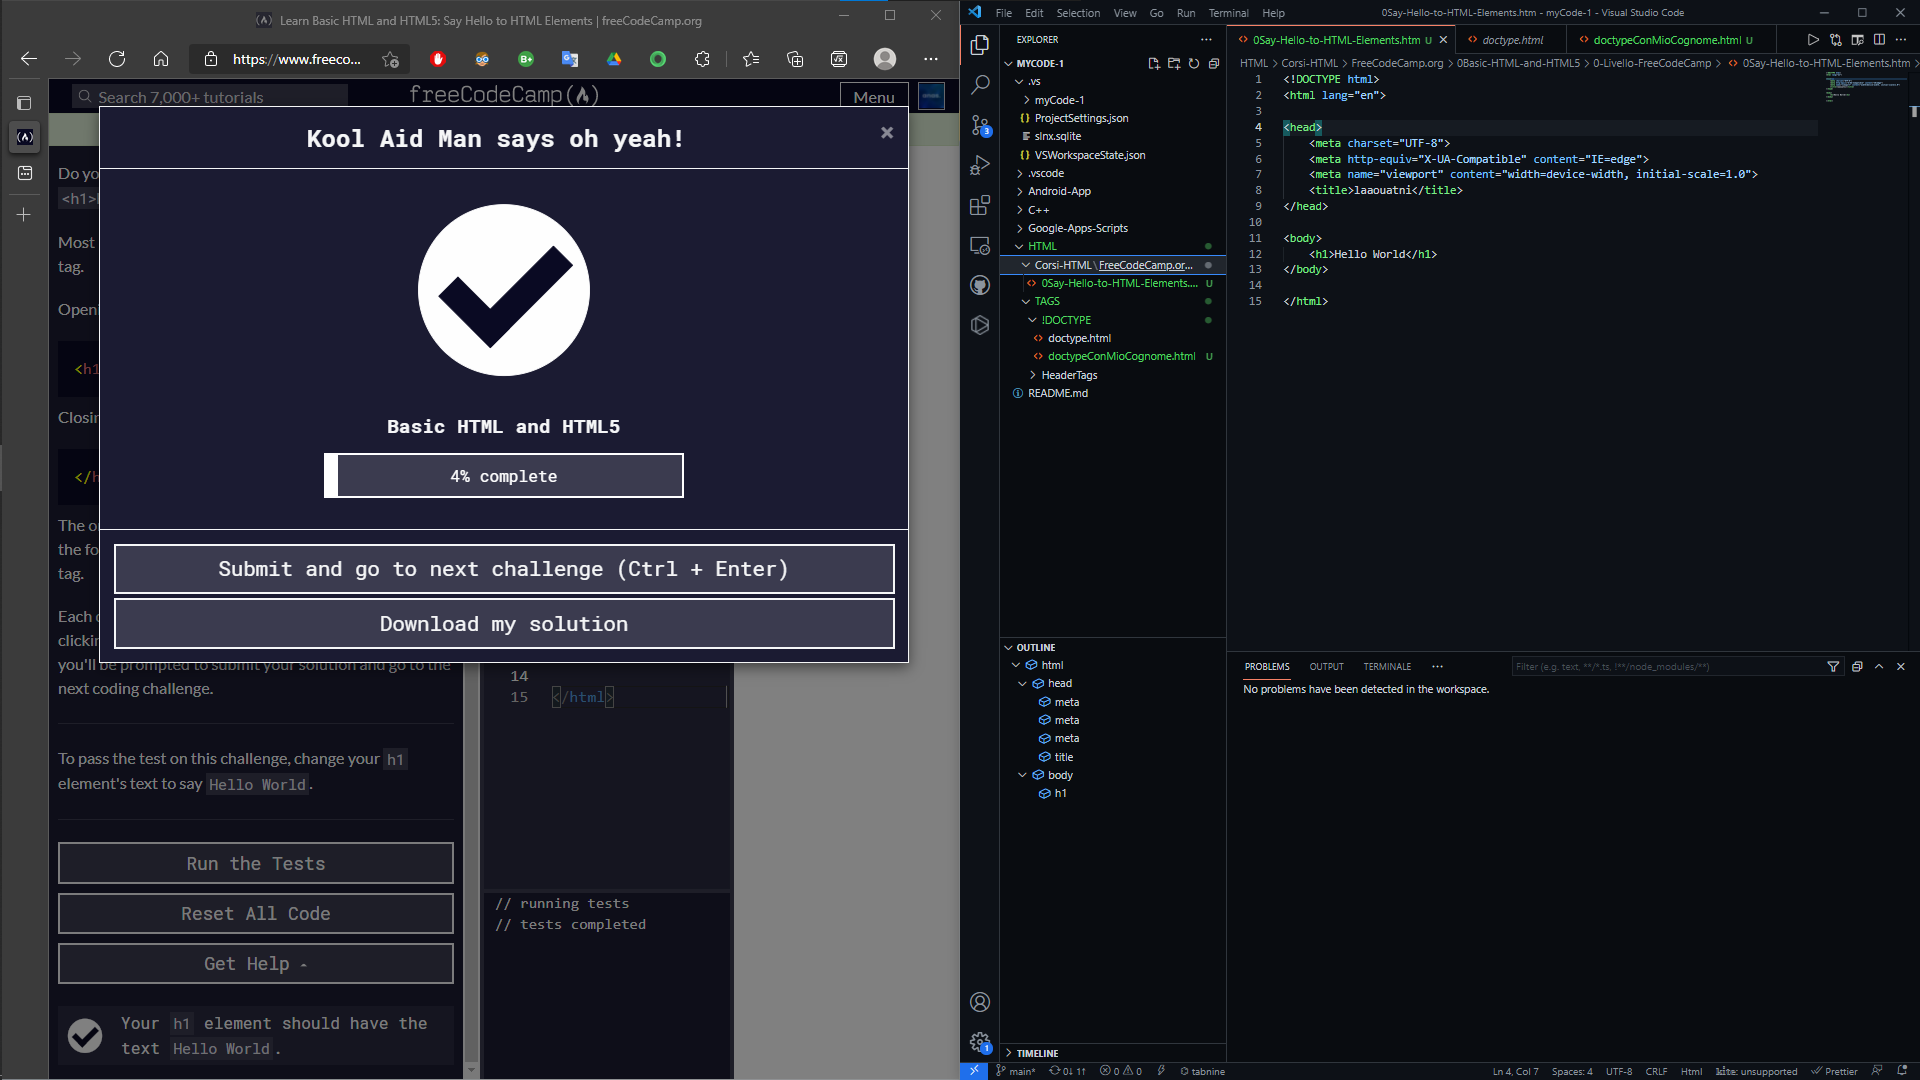 Learn Basic HTML and HTML5: Say Hello to HTML Elements | freeCodeCamp.org
https://www.freeco...
Search 7,000+ tutorials
freeCodeCamp
Menu
Kool Aid Man says oh yeah!
Basic HTML and HTML5
4% complete
Submit and go to next challenge (Ctrl + Enter)
Download my solution
Do yo
<h1>
Most
tag.
Open
<h1
Closin
</h
The o
the fo
tag.
Each
clickin
you'll be prompted to submit your solution and go to the
next coding challenge.
To pass the test on this challenge, change your h1
element's text to say Hello World.
Run the Tests
Reset All Code
Get Help
Your h1 element should have the
text Hello World.
14
15 </html>
// running tests
// tests completed
File Edit Selection View Go Run Terminal Help
0Say-Hello-to-HTML-Elements.htm - myCode-1 - Visual Studio Code
EXPLORER
MYCODE-1
.vs
myCode-1
{} ProjectSettings.json
slnx.sqlite
{} VSWorkspaceState.json
.vscode
Android-App
C++
Google-Apps-Scripts
HTML
Corsi-HTML\FreeCodeCamp.or...
0Say-Hello-to-HTML-Elements.... U
TAGS
!DOCTYPE
doctype.html
doctypeConMioCognome.html U
HeaderTags
README.md
3
1
OUTLINE
html
head
meta
meta
meta
title
body
h1
TIMELINE
0Say-Hello-to-HTML-Elements.htm U
doctype.html
doctypeConMioCognome.html U
HTML > Corsi-HTML > FreeCodeCamp.org > 0Basic-HTML-and-HTML5 > 0-Livello-FreeCodeCamp > 0Say-Hello-to-HTML-Elements.htm >
1 <!DOCTYPE html>
2 <html lang="en">
3
4 <head>
5 <meta charset="UTF-8">
6 <meta http-equiv="X-UA-Compatible" content="IE=edge">
7 <meta name="viewport" content="width=device-width, initial-scale=1.0">
8 <title>laaouatni</title>
9 </head>
10
11 <body>
12 <h1>Hello World</h1>
13 </body>
14
15 </html>
PROBLEMS OUTPUT TERMINAL ...
Filter (e.g. text, **/*.ts, !**/node_modules/**)
No problems have been detected in the workspace.
main* 0↓ 1↑ 0 0 tabnine
Ln 4, Col 7 Spaces: 4 UTF-8 CRLF Html kite: unsupported Prettier